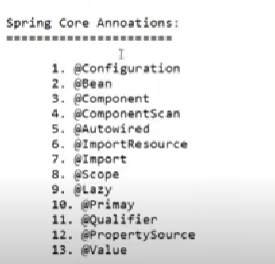 Spring Core Annoations:
=====================
1. @Configuration
2. @Bean
3. @Component
4. @ComponentScan
5. @Autowired
6. @ImportResource
7. @Import
8. @Scope
9. @Lazy
10. @Primay
11. @Qualifier
12. @PropertySource
13. @Value